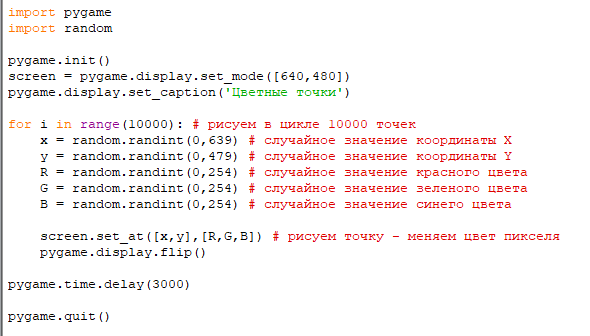 import pygame
import random

pygame.init()
screen = pygame.display.set_mode([640,480])
pygame.display.set_caption('Цветные точки')

for i in range(10000): # рисуем в цикле 10000 точек
    x = random.randint(0,639) # случайное значение координаты X
    y = random.randint(0,479) # случайное значение координаты Y
    R = random.randint(0,254) # случайное значение красного цвета
    G = random.randint(0,254) # случайное значение зеленого цвета
    B = random.randint(0,254) # случайное значение синего цвета

    screen.set_at([x,y],[R,G,B]) # рисуем точку - меняем цвет пикселя
    pygame.display.flip()

pygame.time.delay(3000)

pygame.quit()